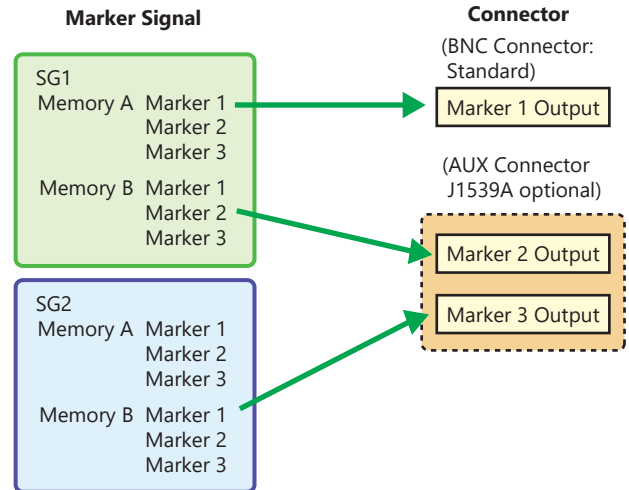 Marker Signal
SG1
Memory A Marker 1
Marker 2
Marker 3
Memory B Marker 1
Marker 2
Marker 3
SG2
Memory A Marker 1
Marker 2
Marker 3
Memory B Marker 1
Marker 2
Marker 3
Connector
(BNC Connector:
Standard)
Marker 1 Output
(AUX Connector
J1539A optional)
Marker 2 Output
Marker 3 Output